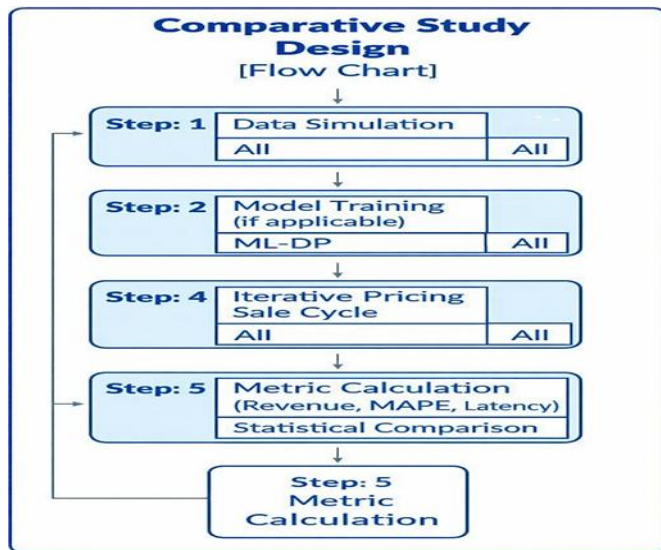 Comparative Study
Design
[Flow Chart]
Step: 1 Data Simulation
All All
Step: 2 Model Training
(if applicable)
ML-DP All
Step: 4 Iterative Pricing
Sale Cycle
All All
Step: 5 Metric Calculation
(Revenue, MAPE, Latency)
Statistical Comparison
Step: 5
Metric
Calculation